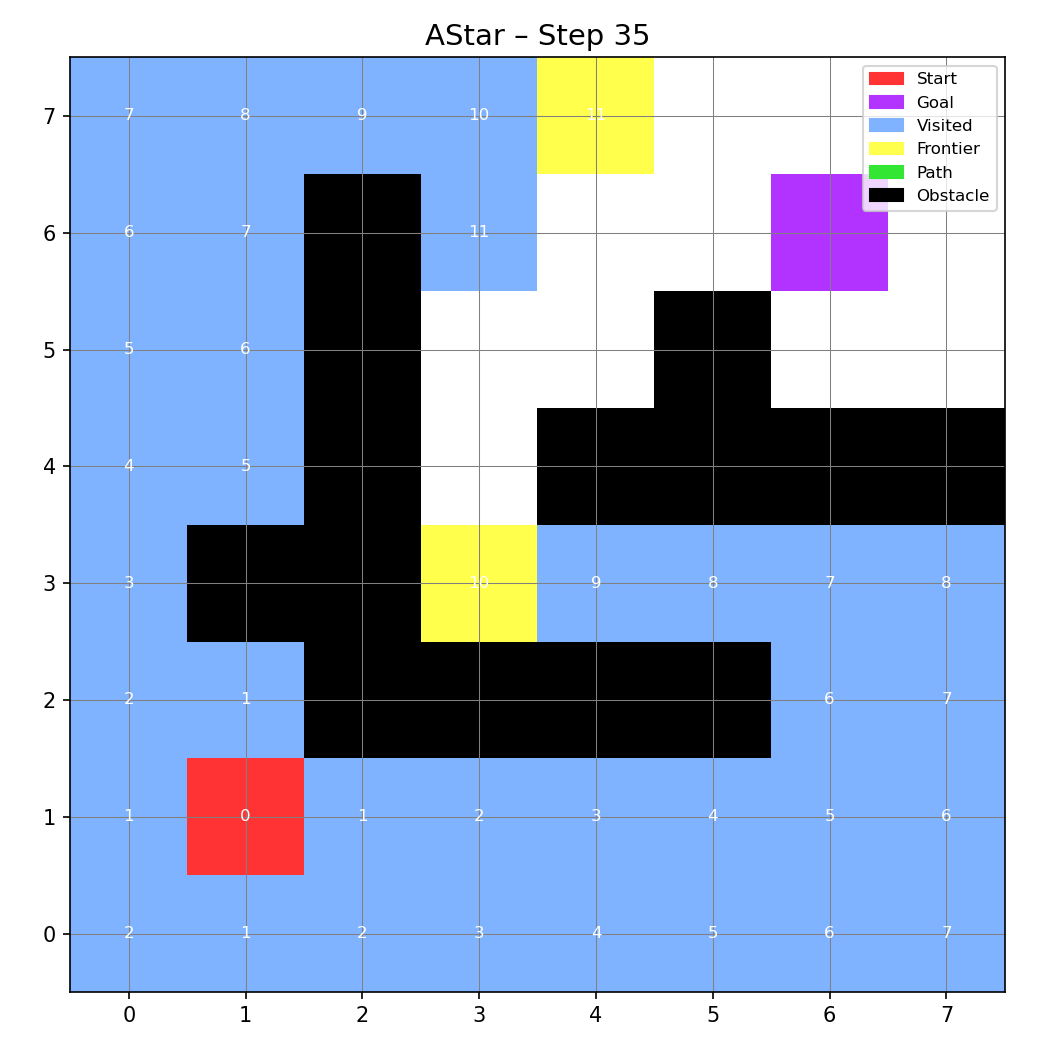 AStar – Step 35
Start
Goal
Visited
Frontier
Path
Obstacle
7 7 8 9 10 11
6 6 7 11
5 5 6
4 4 5
3 3 10 9 8 7 8
2 2 1 6 7
1 1 0 1 2 3 4 5 6
0 2 1 2 3 4 5 6 7
0 1 2 3 4 5 6 7